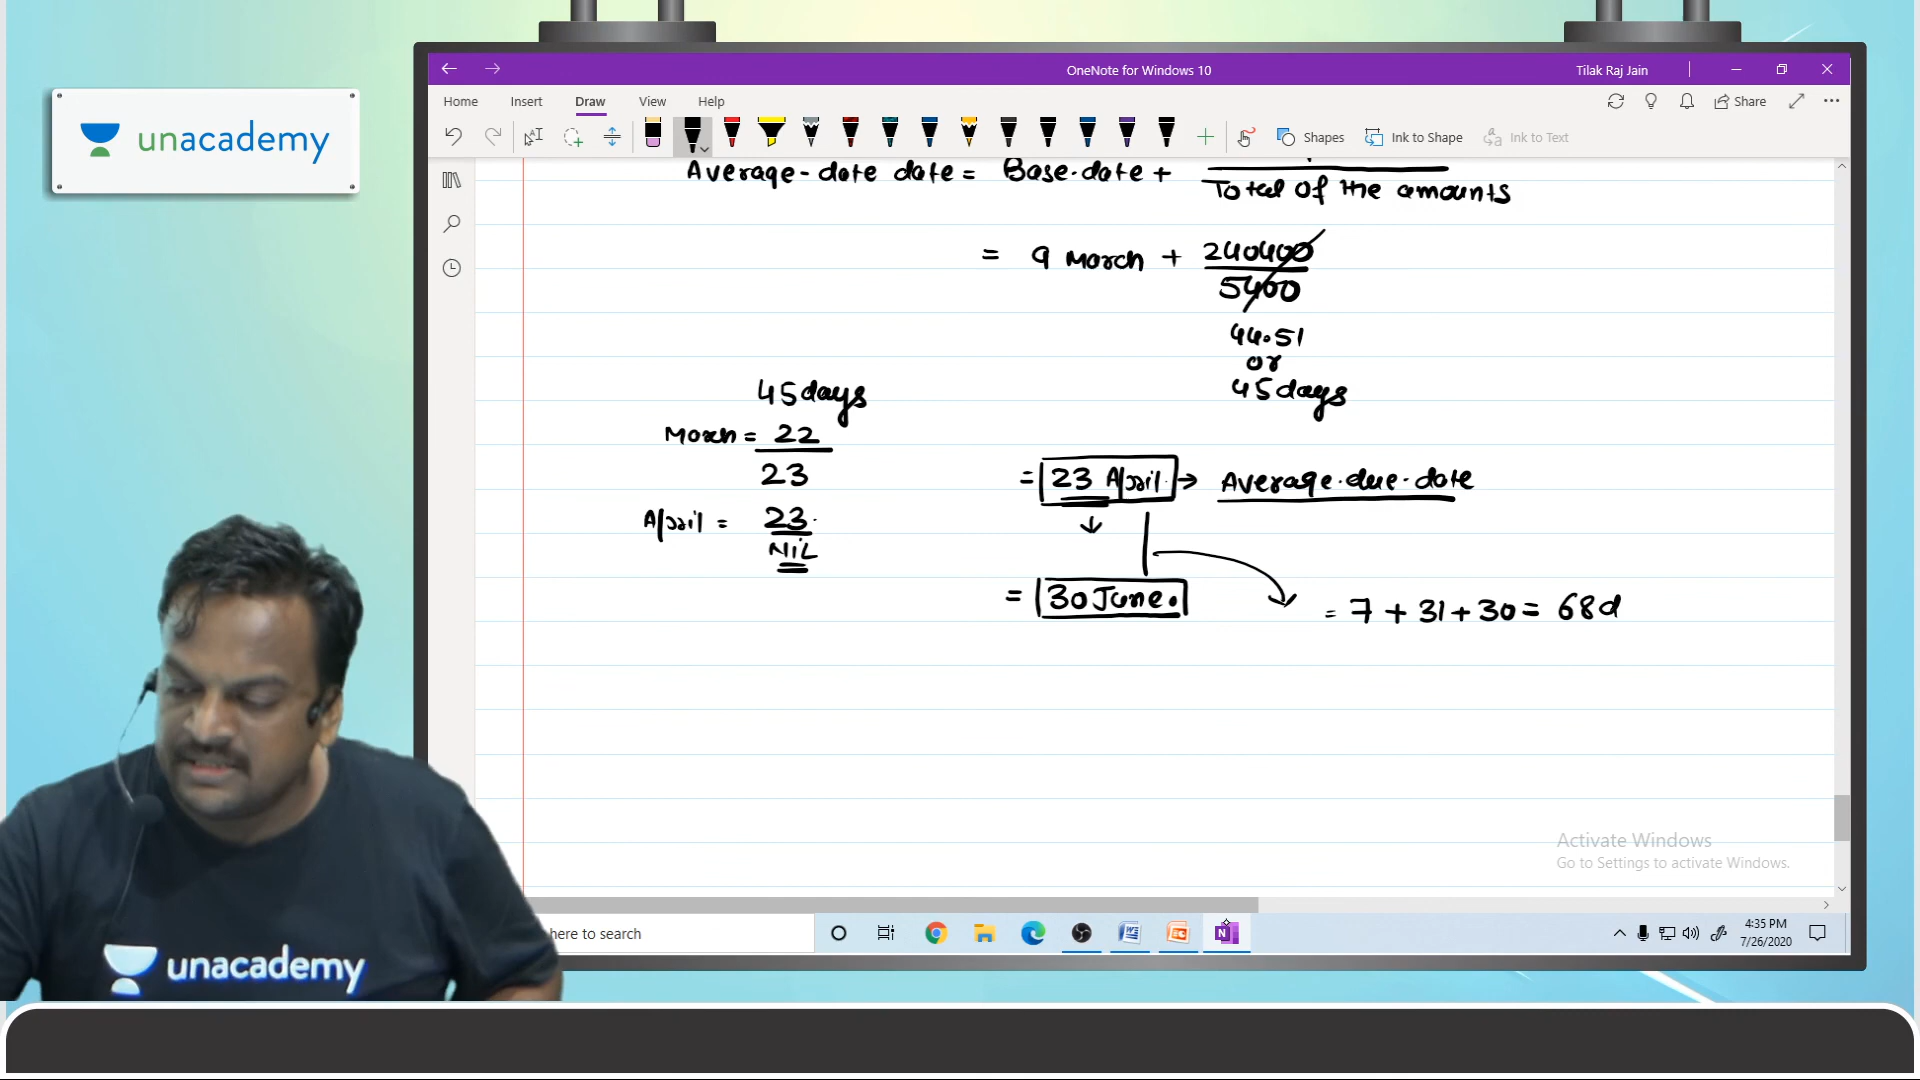 unacademy
OneNote for Windows 10
Tilak Raj Jain
Home Insert Draw View Help
Share
Shapes
Ink to Shape
Ink to Text
Average-date date = Base-date +
Total of the amounts
= 9 March + 240400
5400
44.51
or
45 days
45 days
March = 22
23
April = 23
NIL
= 23 April → Average-due-date
= 30 June.
= 7 + 31 + 30 = 68d
Activate Windows
Go to Settings to activate Windows.
here to search
4:35 PM
7/26/2020
unacademy